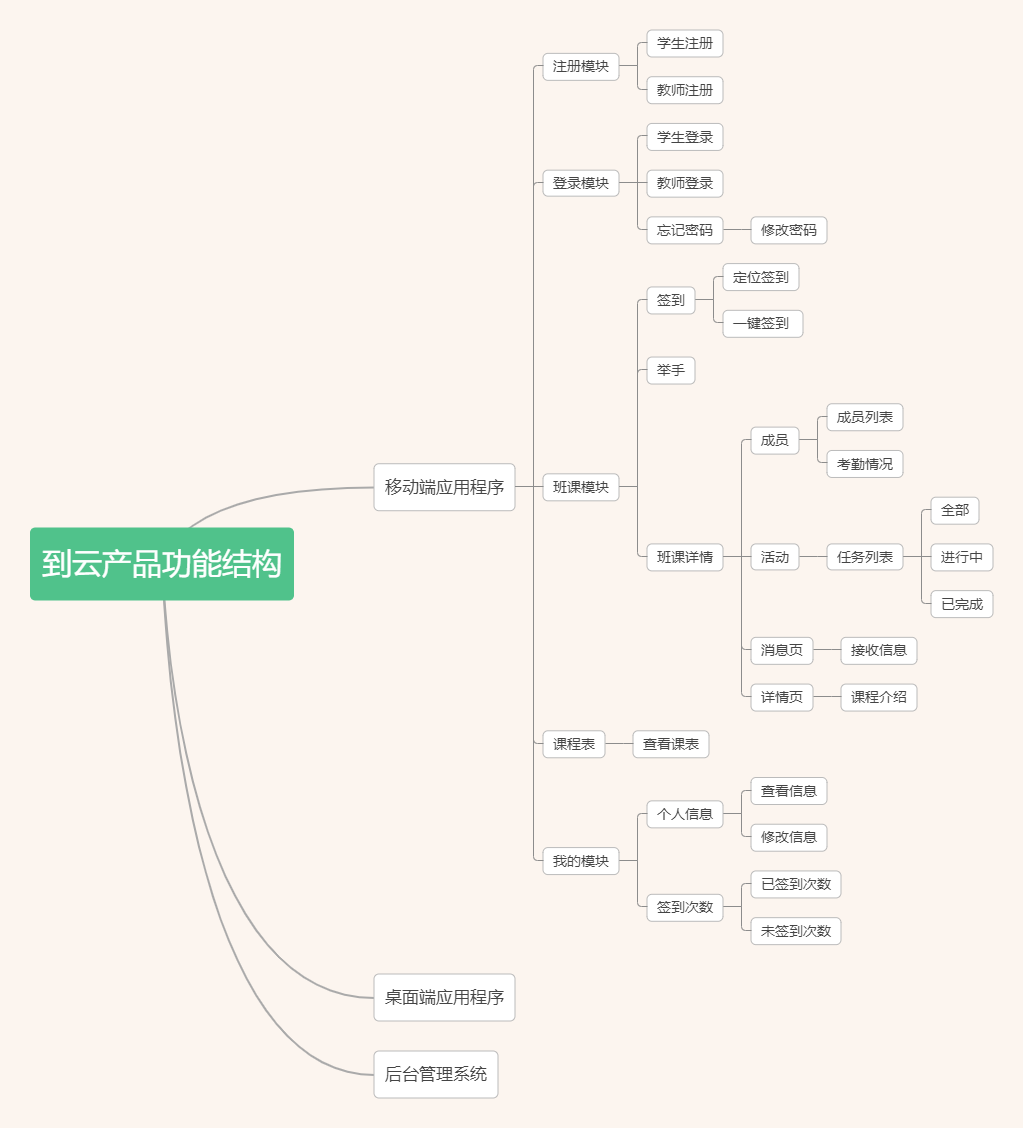 到云产品功能结构
移动端应用程序
注册模块
学生注册
教师注册
登录模块
学生登录
教师登录
忘记密码
修改密码
班课模块
签到
定位签到
一键签到
举手
班课详情
成员
成员列表
考勤情况
活动
任务列表
全部
进行中
已完成
消息页
接收信息
详情页
课程介绍
课程表
查看课表
我的模块
个人信息
查看信息
修改信息
签到次数
已签到次数
未签到次数
桌面端应用程序
后台管理系统